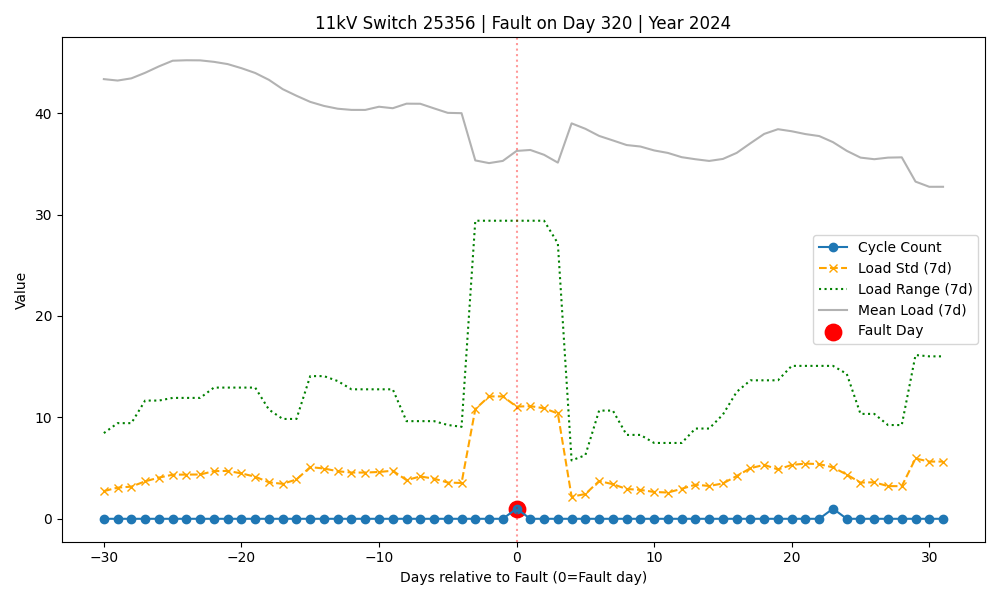 11kV Switch 25356 | Fault on Day 320 | Year 2024
Value
40
30
20
10
0
Cycle Count
Load Std (7d)
Load Range (7d)
Mean Load (7d)
Fault Day
−30
−20
−10
0
10
20
30
Days relative to Fault (0=Fault day)